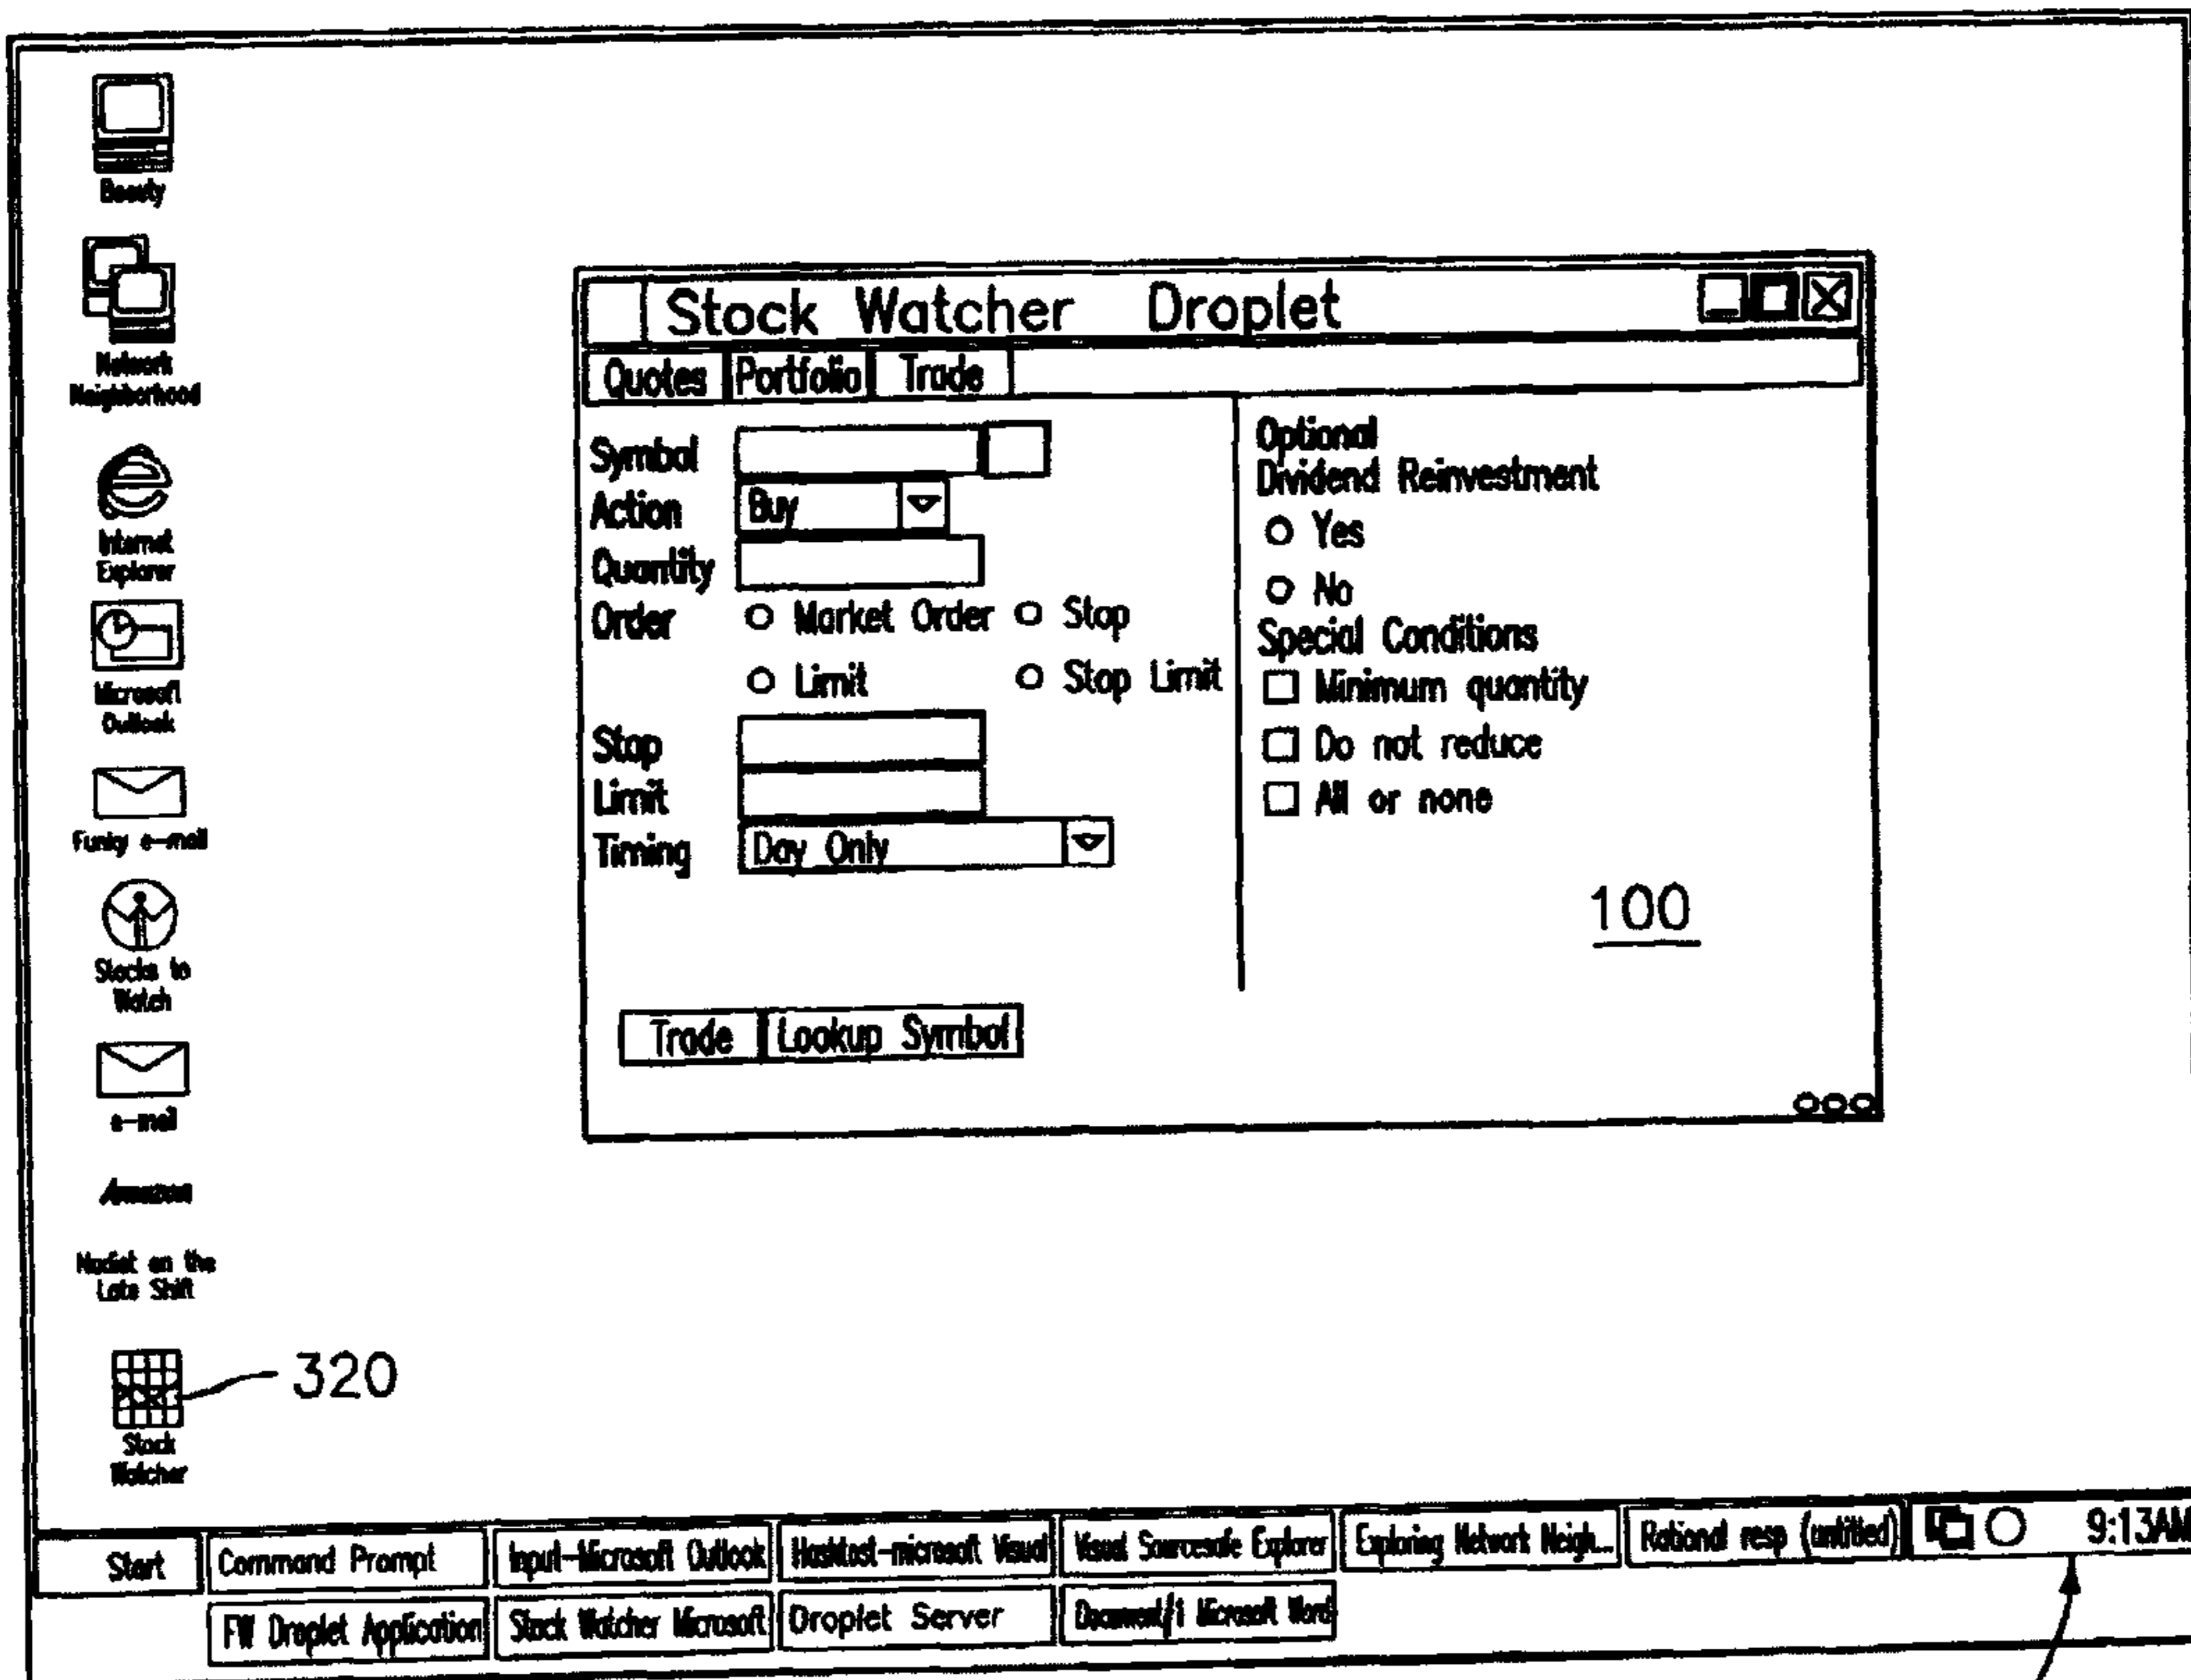 Beauty
Network
Neighborhood
Internet
Explorer
Microsoft
Outlook
Funky e-mail
Stocks to
Watch
e-mail
Amazon
on the
Late Shift
320
Stock
Watcher
Stock Watcher Droplet
Quotes Portfolio Trade
Symbol
Action Buy
Quantity
Order Market Order Stop
Limit Stop Limit
Stop
Limit
Timing Day Only
Trade Lookup Symbol
Optional
Dividend Reinvestment
Yes
No
Special Conditions
Minimum quantity
Do not reduce
All or none
100
Start Command Prompt Input-Microsoft Outlook microsoft Visual Visual Sourcesafe Explorer Exploring Network Neigh... Rational resp (untitled) 9:13AM
FW Droplet Application Stock Watcher Microsoft Droplet Server Document/1 Microsoft Word